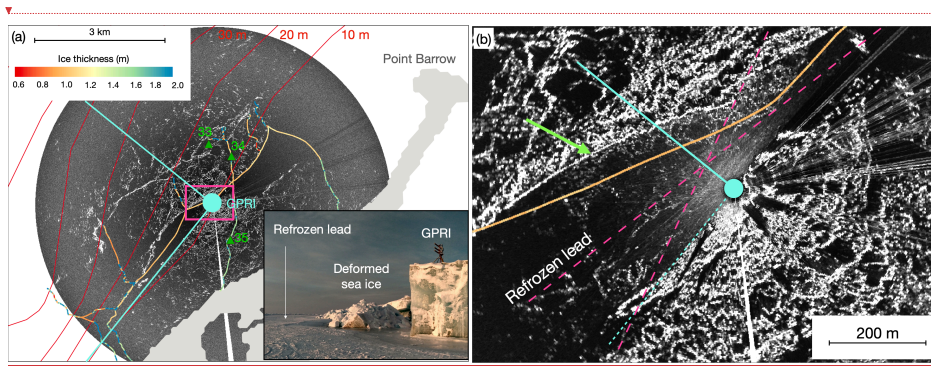 (a)
3 km
Ice thickness (m)
0.6 0.8 1.0 1.2 1.4 1.6 1.8 2.0
20 m
10 m
Point Barrow
33
34
GPRI
35
Refrozen lead
GPRI
Deformed
sea ice
(b)
Refrozen lead
200 m